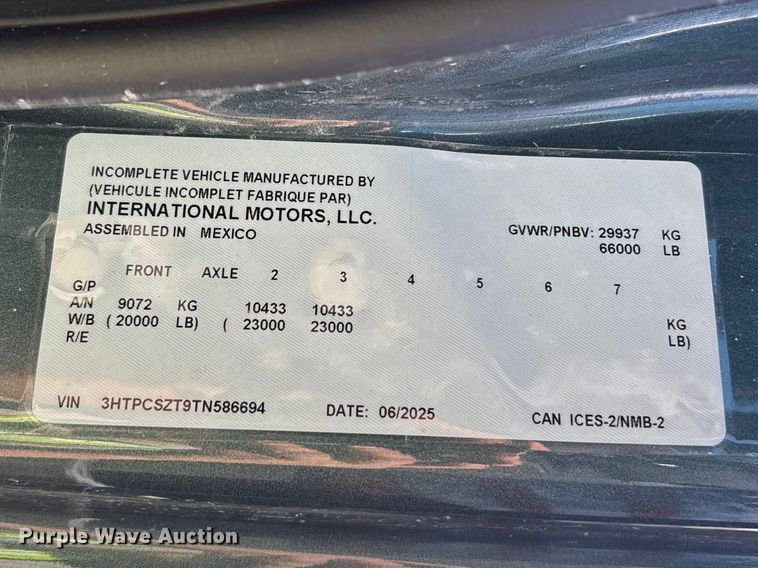 INCOMPLETE VEHICLE MANUFACTURED BY
(VEHICULE INCOMPLET FABRIQUE PAR)
INTERNATIONAL MOTORS, LLC.
ASSEMBLED IN MEXICO
GVWR/PNBV: 29937 KG
66000 LB
FRONT AXLE 2 3 4 5 6 7
G/P
A/N 9072 KG 10433 10433 KG
W/B (20000 LB) (23000 23000 LB)
R/E
VIN 3HTPCSZT9TN586694 DATE: 06/2025 CAN ICES-2/NMB-2
Purple Wave Auction